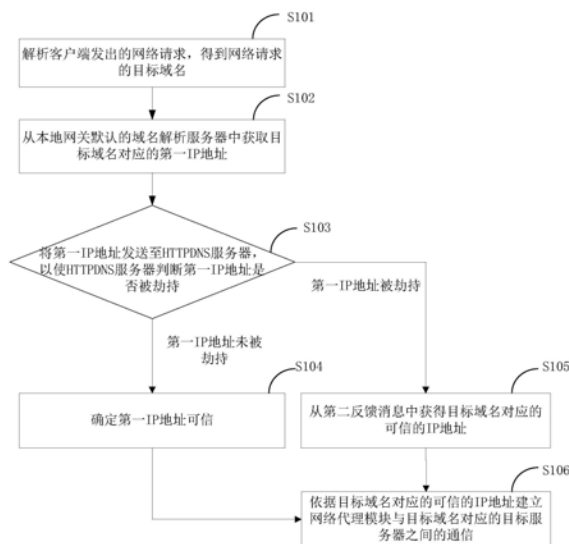 S101
解析客户端发出的网络请求，得到网络请求
的目标域名
S102
从本地网关默认的域名解析服务器中获取目
标域名对应的第一IP地址
S103
将第一IP地址发送至HTTPDNS服务器，
以使HTTPDNS服务器判断第一IP地址是
否被劫持
第一IP地址被劫持
第一IP地址未被
劫持
S104
确定第一IP地址可信
S105
从第二反馈消息中获得目标域名对应的
可信的IP地址
S106
依据目标域名对应的可信的IP地址建立
网络代理模块与目标域名对应的目标服
务器之间的通信